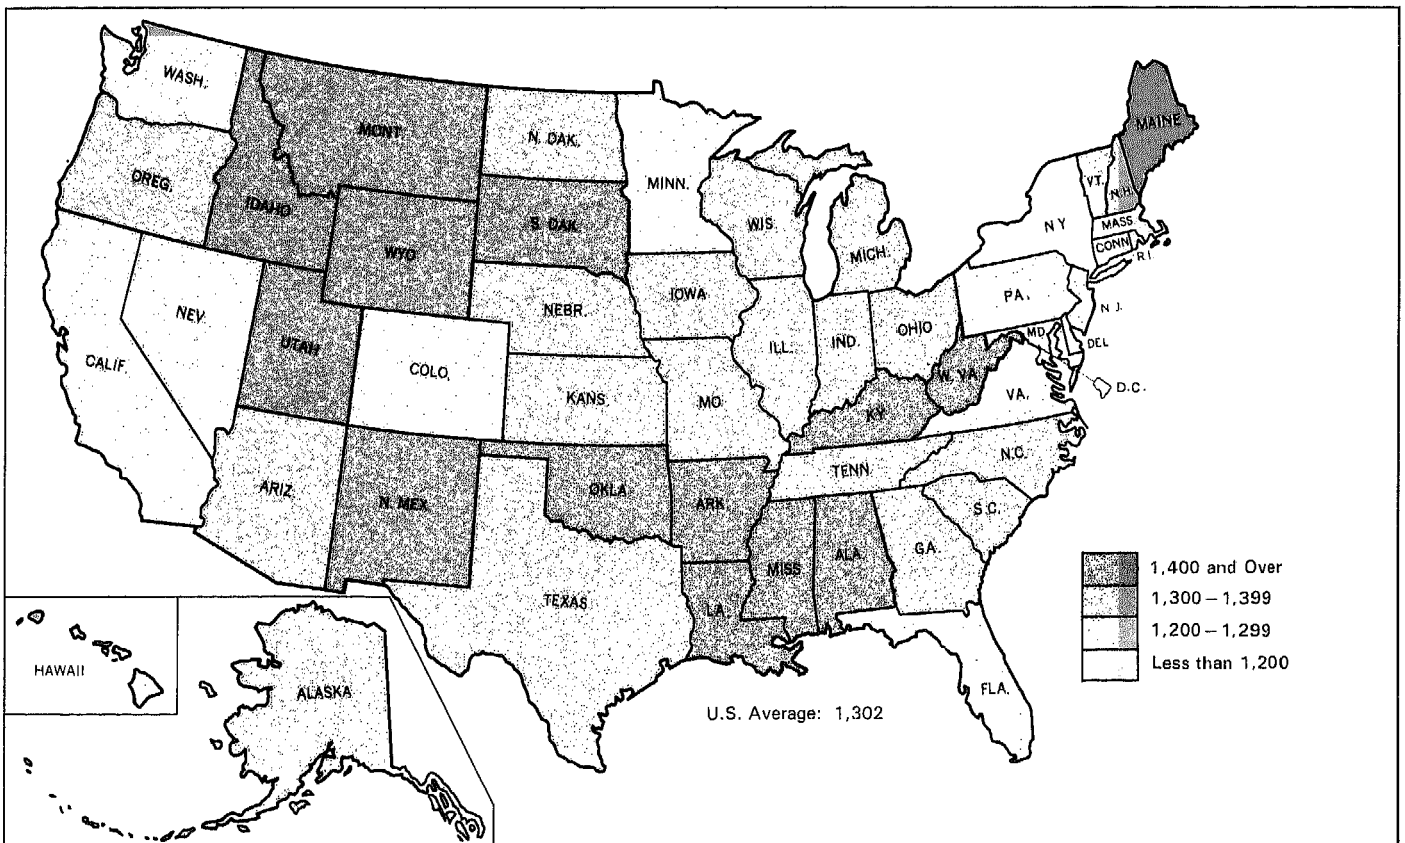 WASH.
MONT.
N. DAK.
MINN.
MAINE
OREG.
IDAHO
WYO
S. DAK.
WIS.
MICH.
VT.
N.H.
N Y
MASS
CONN
R.I.
NEV.
CALIF.
UTAH
COLO.
NEBR.
IOWA
KANS.
MO
ILL.
IND.
OHIO
PA.
N J.
MD.
DEL
W. VA.
VA.
D.C.
KY
TENN.
N.C.
S.C.
ARIZ.
N. MEX.
OKLA
ARK.
TEXAS
LA.
MISS
ALA.
GA.
FLA.
HAWAII
ALASKA
1,400 and Over
1,300 – 1,399
1,200 – 1,299
Less than 1,200
U.S. Average: 1,302